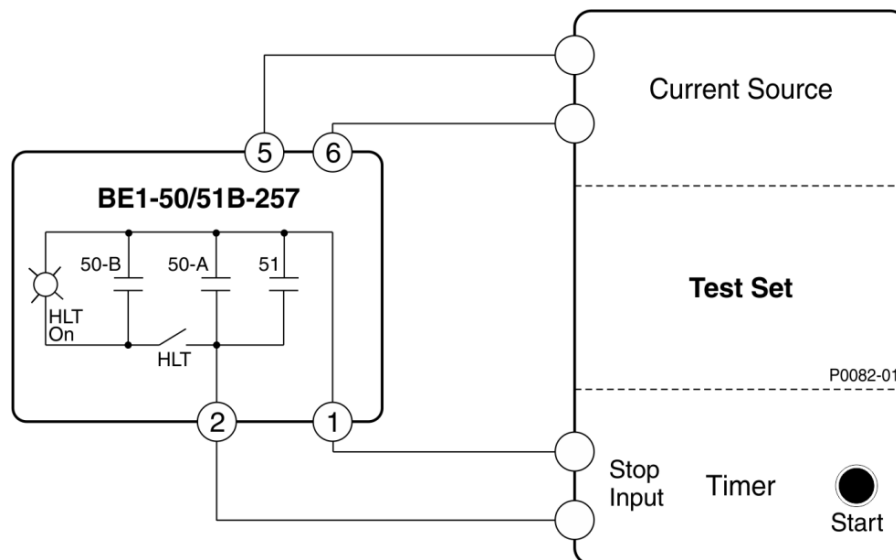 Current Source
5
6
BE1-50/51B-257
50-B
50-A
51
HLT
On
HLT
Test Set
P0082-01
2
1
Stop
Input
Timer
Start